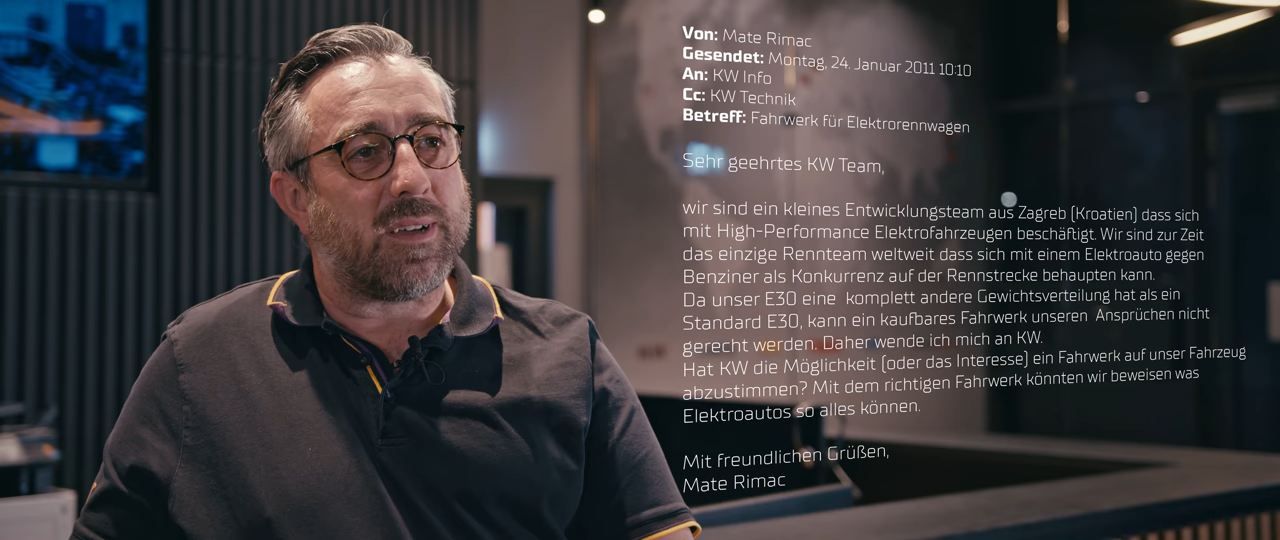 Von: Mate Rimac
Gesendet: Montag, 24. Januar 2011 10:10
An: KW Info
Cc: KW Technik
Betreff: Fahrwerk für Elektrorennwagen
Sehr geehrtes KW Team,
wir sind ein kleines Entwicklungsteam aus Zagreb (Kroatien) dass sich
mit High-Performance Elektrofahrzeugen beschäftigt. Wir sind zur Zeit
das einzige Rennteam weltweit dass sich mit einem Elektroauto gegen
Benziner als Konkurrenz auf der Rennstrecke behaupten kann.
Da unser E30 eine komplett andere Gewichtsverteilung hat als ein
Standard E30, kann ein kaufbares Fahrwerk unseren Ansprüchen nicht
gerecht werden. Daher wende ich mich an KW.
Hat KW die Möglichkeit (oder das Interesse) ein Fahrwerk auf unser Fahrzeug
abzustimmen? Mit dem richtigen Fahrwerk könnten wir beweisen was
Elektroautos so alles können.
Mit freundlichen Grüßen,
Mate Rimac